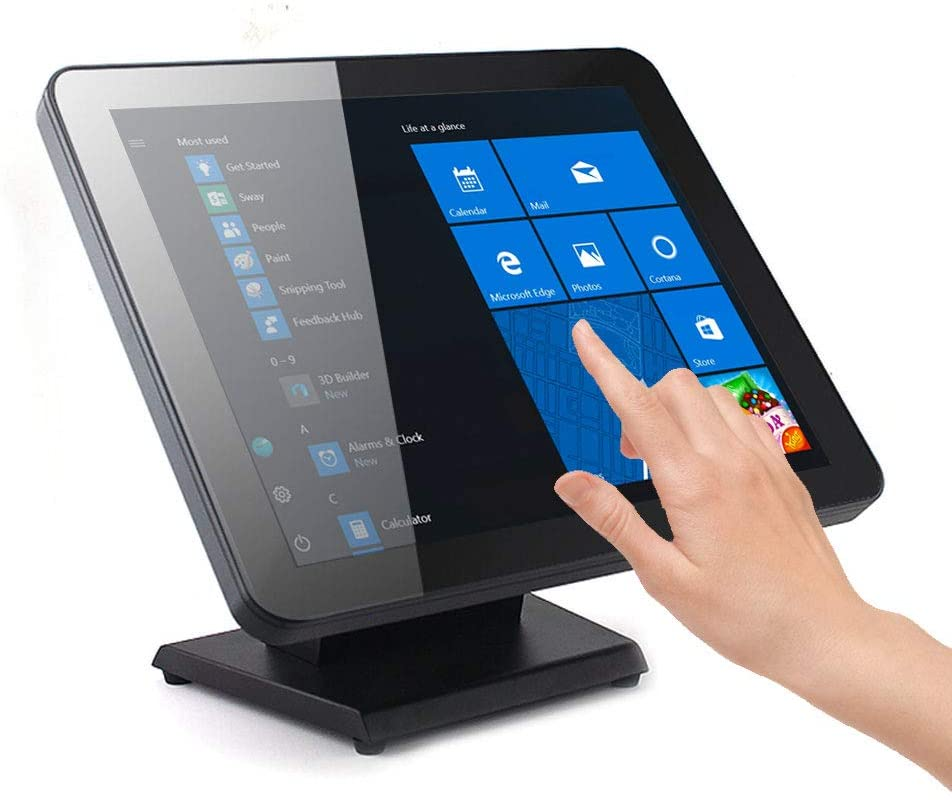 Most used
Get Started
Sway
People
Paint
Snipping Tool
Feedback Hub
0 – 9
3D Builder
New
A
Alarms & Clock
New
C
Calculator
Life at a glance
Calendar
Mail
Microsoft Edge
Photos
Cortana
Store